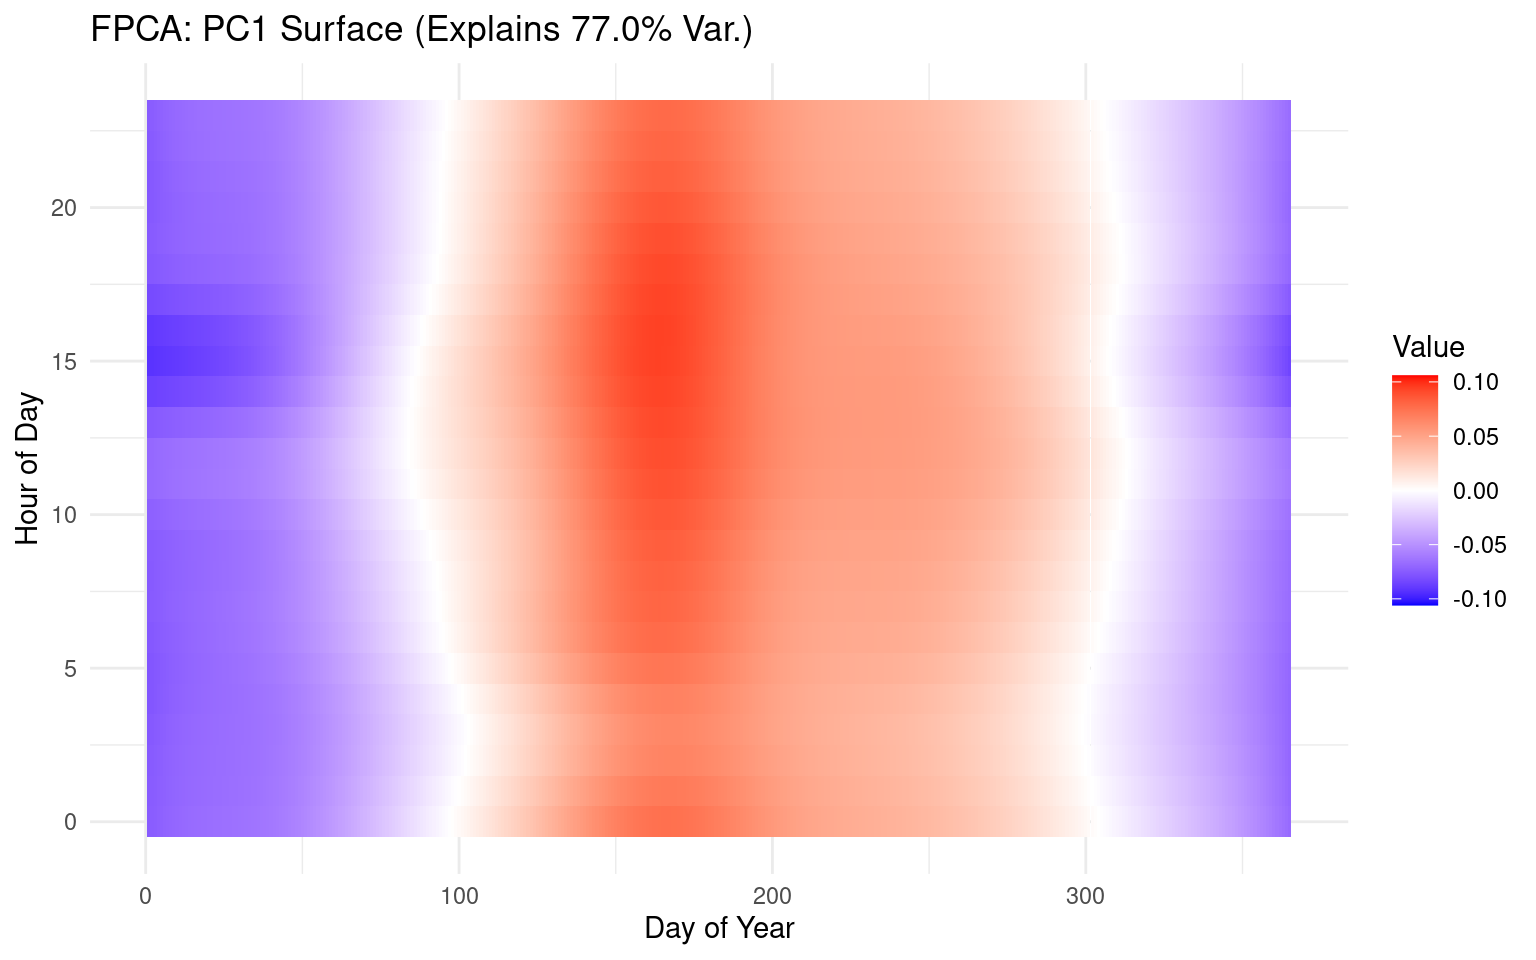 FPCA: PC1 Surface (Explains 77.0% Var.)
Hour of Day
20
15
10
5
0
0 100 200 300
Day of Year
Value
0.10
0.05
0.00
-0.05
-0.10